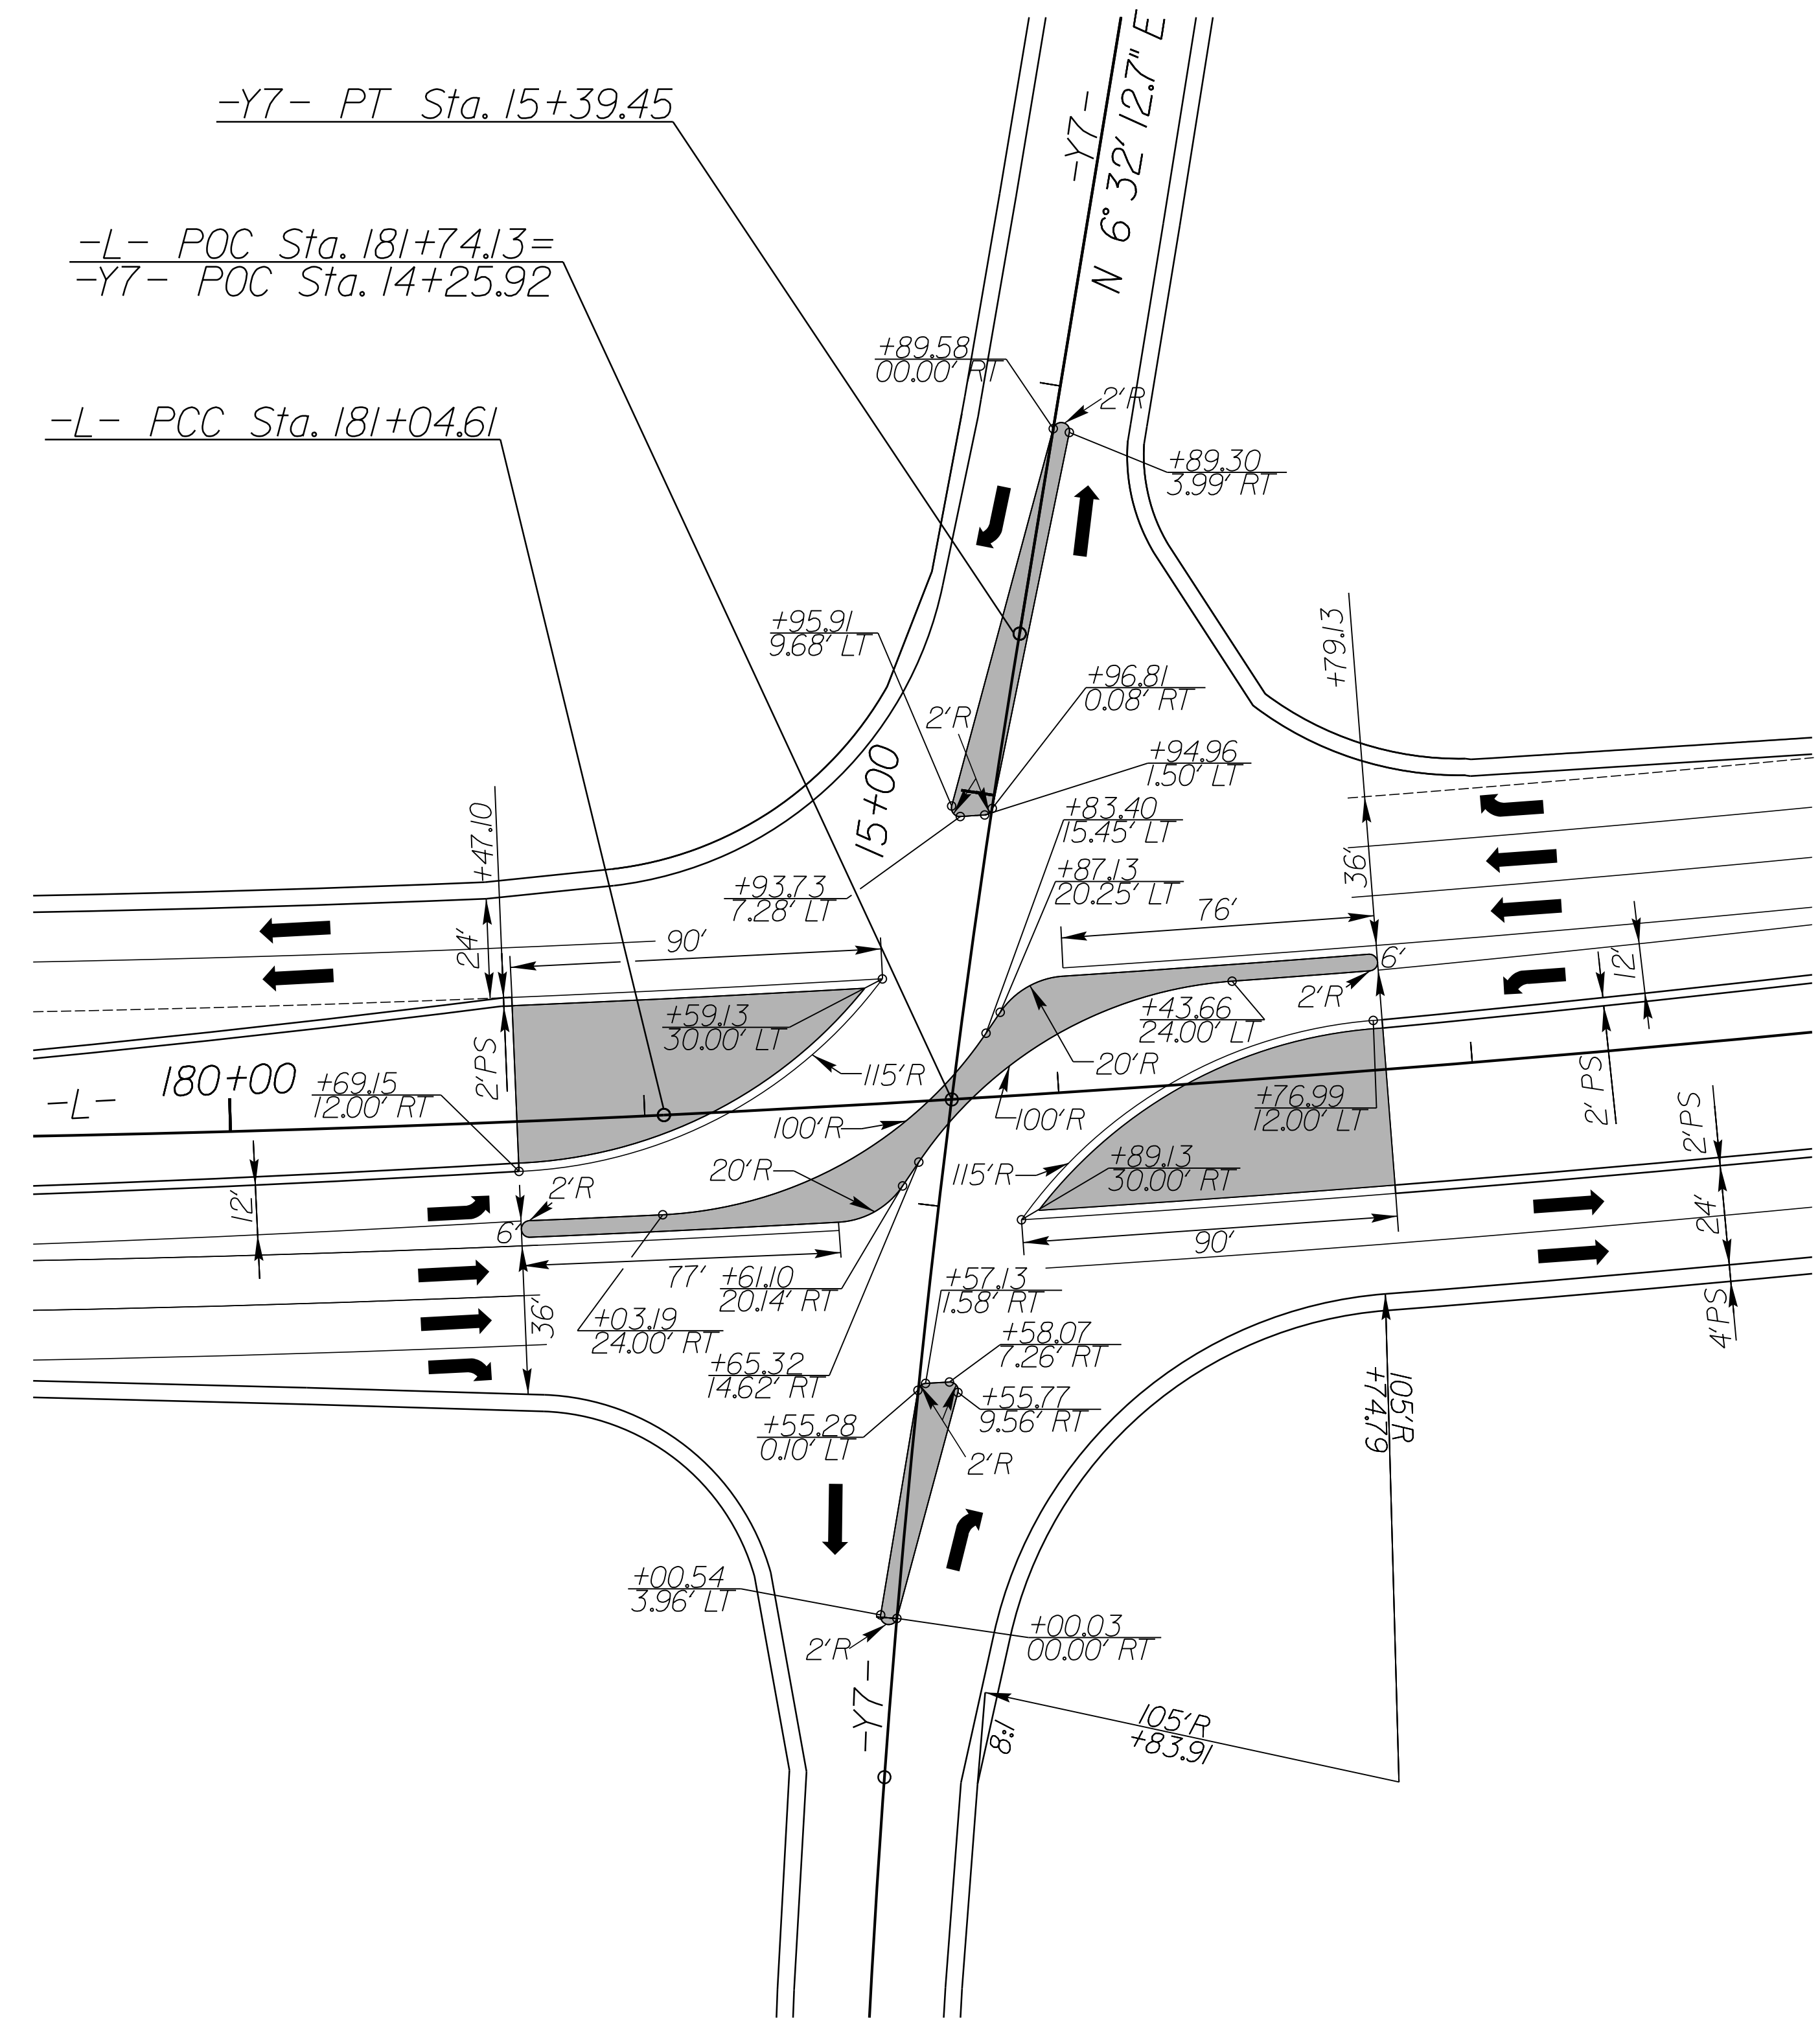 -Y7- PT Sta. 15+39.45
-L- POC Sta. 181+74.13=
-Y7- POC Sta. 14+25.92
-L- PCC Sta. 181+04.61
-Y7-
N 6° 32' 12.7" E
+89.58
00.00' RT
2'R
+89.30
3.99' RT
+95.91
9.68' LT
+79.13
+96.81
0.08' RT
2'R
+94.96
1.50' LT
15+00
+83.40
15.45' LT
+47.10
+87.13
20.25' LT
36'
+93.73
7.28' LT
76'
24'
90'
6'
12'
2'R
+43.66
24.00' LT
+59.13
30.00' LT
2'PS
20'R
115'R
-L-
180+00
+69.15
12.00' RT
2' PS
+76.99
12.00' LT
100'R
100'R
2'PS
20'R
115'R
+89.13
30.00' RT
2'R
12'
6'
24'
90'
77'
+61.10
20.14' RT
+57.13
1.58' RT
36'
+03.19
24.00' RT
4'PS
+58.07
7.26' RT
+65.32
14.62' RT
+55.77
9.56' RT
105'R
+74.79
+55.28
0.10' LT
2'R
+00.54
3.96' LT
+00.03
00.00' RT
2'R
-Y7-
8:1
105'R
+83.91